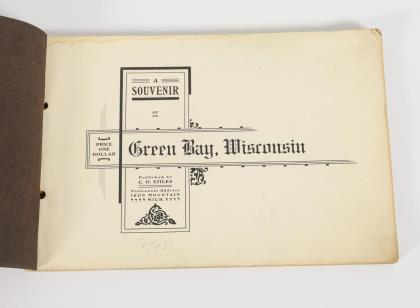 A
SOUVENIR
OF
PRICE
ONE
DOLLAR
Green Bay, Wisconsin
Published by
C. O. STILES
Permanent Address
IRON MOUNTAIN
MICH.